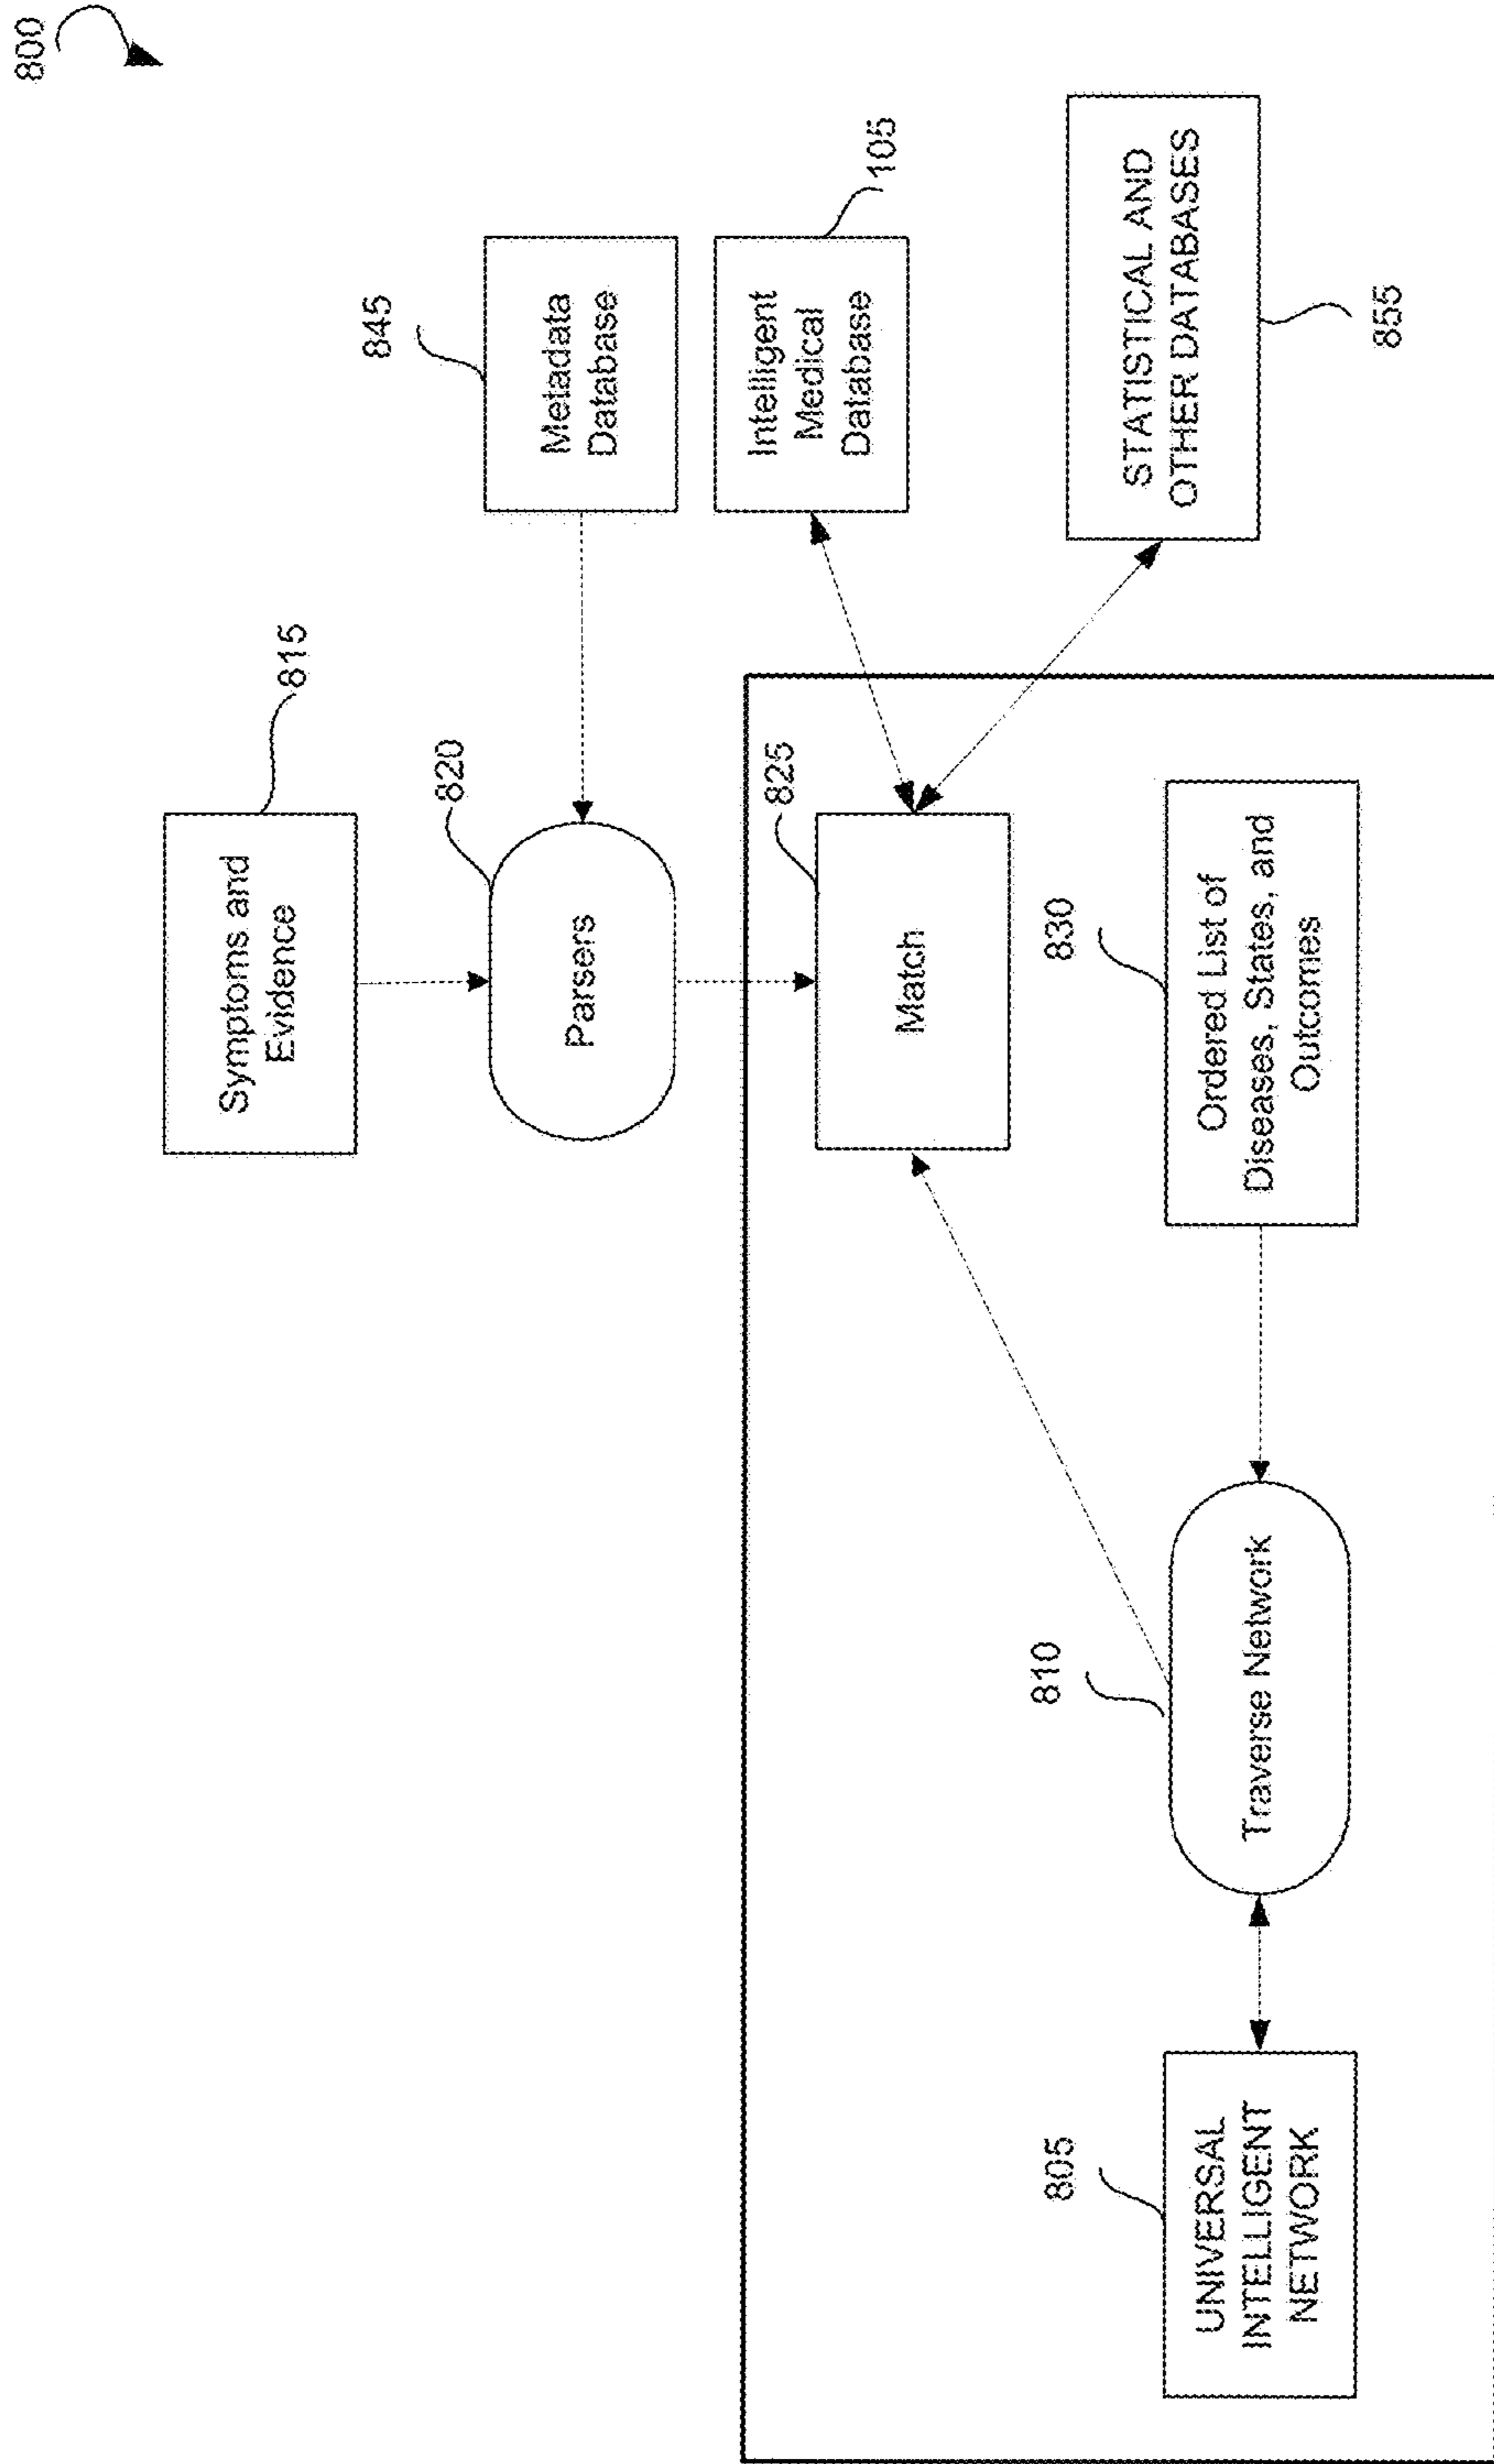 800
Symptoms and
Evidence
815
820
Parsers
845
Metadata
Database
825
Match
Intelligent
Medical
Database
105
805
UNIVERSAL
INTELLIGENT
NETWORK
810
Traverse Network
830
Ordered List of
Diseases, States, and
Outcomes
STATISTICAL AND
OTHER DATABASES
855